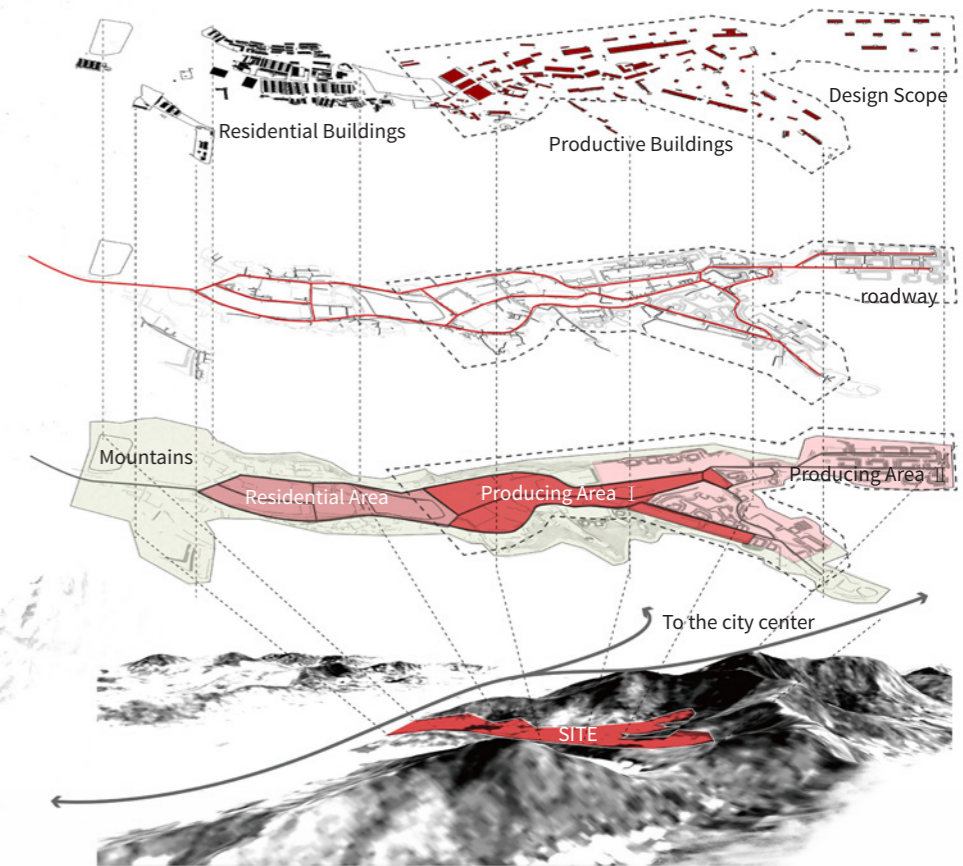 Design Scope
Residential Buildings
Productive Buildings
roadway
Mountains
Residential Area
Producing Area Ⅰ
Producing Area Ⅱ
To the city center
SITE